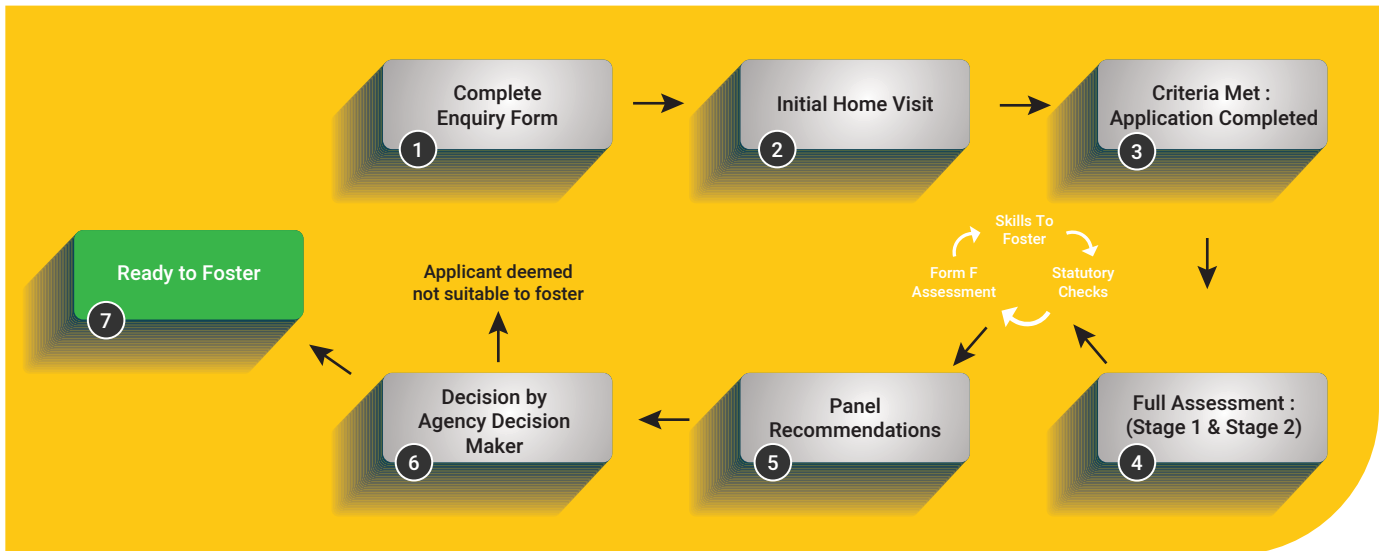 Complete
Enquiry Form
1
Initial Home Visit
2
Criteria Met :
Application Completed
3
Skills To
Foster
Statutory
Checks
Form F
Assessment
Full Assessment :
(Stage 1 & Stage 2)
4
Panel
Recommendations
5
Decision by
Agency Decision
Maker
6
Applicant deemed
not suitable to foster
Ready to Foster
7